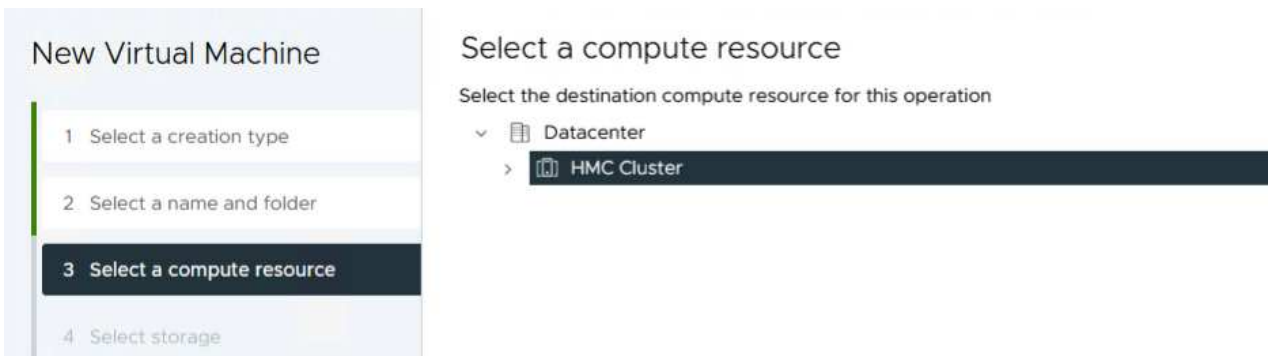 New Virtual Machine
1 Select a creation type
2 Select a name and folder
3 Select a compute resource
4 Select storage
Select a compute resource
Select the destination compute resource for this operation
Datacenter
HMC Cluster